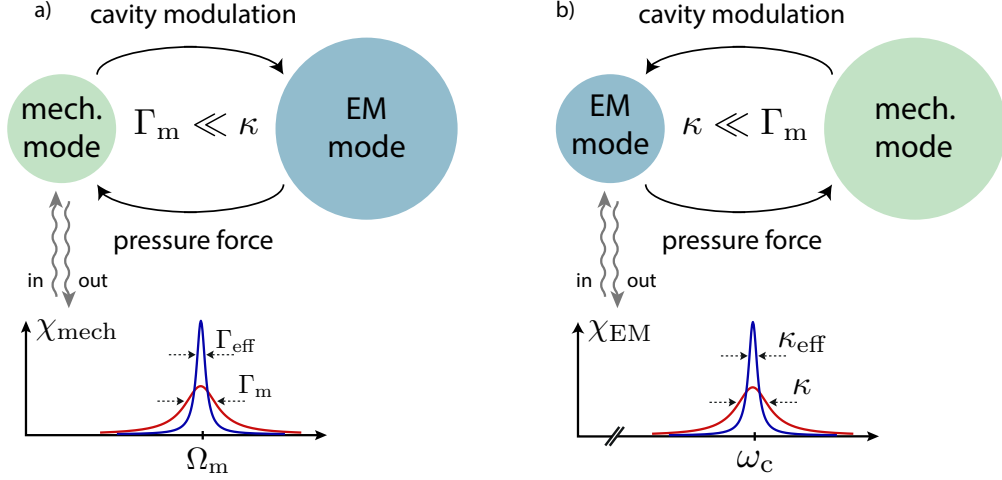 a)
cavity modulation
mech.
mode
Γm ≪ κ
EM
mode
pressure force
in
out
χmech
Γeff
Γm
Ωm
b)
cavity modulation
EM
mode
κ ≪ Γm
mech.
mode
pressure force
in
out
χEM
κeff
κ
ωc